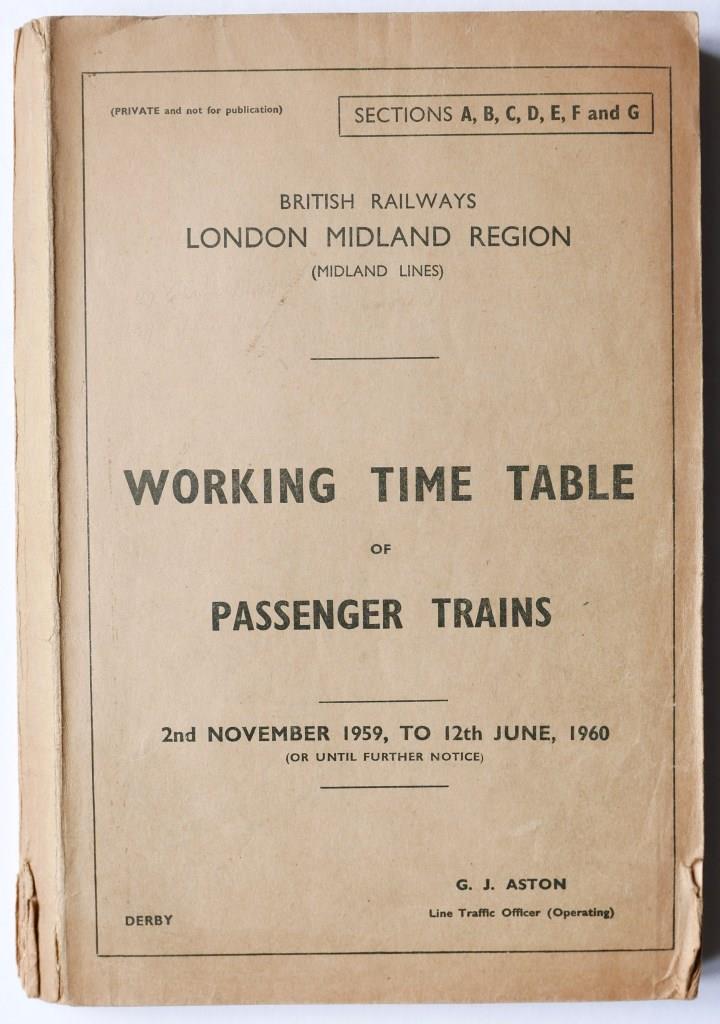 (PRIVATE and not for publication)
SECTIONS A, B, C, D, E, F and G
BRITISH RAILWAYS
LONDON MIDLAND REGION
(MIDLAND LINES)
WORKING TIME TABLE
OF
PASSENGER TRAINS
2nd NOVEMBER 1959, TO 12th JUNE, 1960
(OR UNTIL FURTHER NOTICE)
G. J. ASTON
DERBY
Line Traffic Officer (Operating)